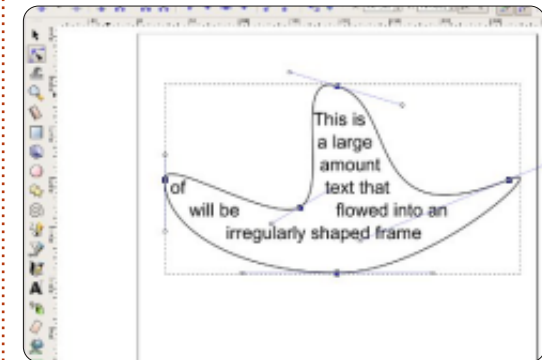 This is
a large
amount
of text that
will be flowed into an
irregularly shaped frame